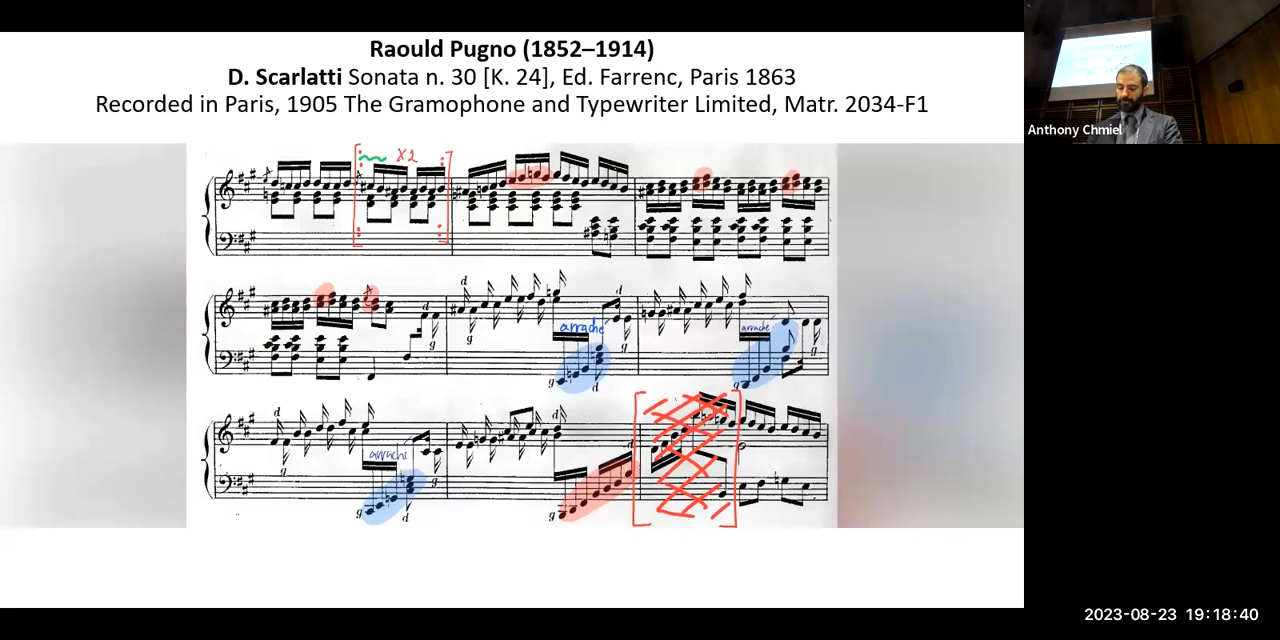 Raould Pugno (1852–1914)
D. Scarlatti Sonata n. 30 [K. 24], Ed. Farrenc, Paris 1863
Recorded in Paris, 1905 The Gramophone and Typewriter Limited, Matr. 2034-F1
Anthony Chmiel
X2
d
d
d
g
g
arraché
g
arraché
g
g
d
g
d
d
g
arraché
g
g
d
g
2023-08-23 19:18:40